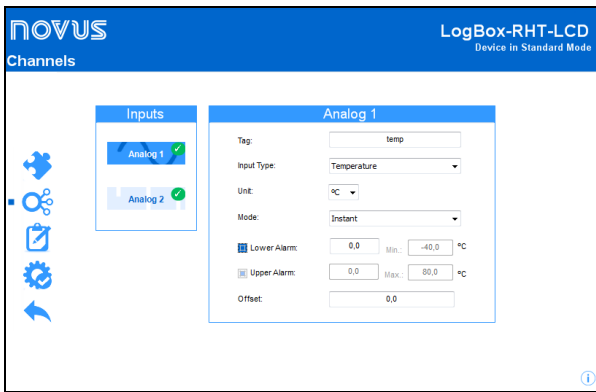 novus
LogBox-RHT-LCD
Device in Standard Mode
Channels
Inputs
Analog 1
Analog 2
Analog 1
Tag: temp
Input Type: Temperature
Unit: ºC
Mode: Instant
Lower Alarm: 0,0 Min.: -40,0 ºC
Upper Alarm: 0,0 Max.: 80,0 ºC
Offset: 0,0
i